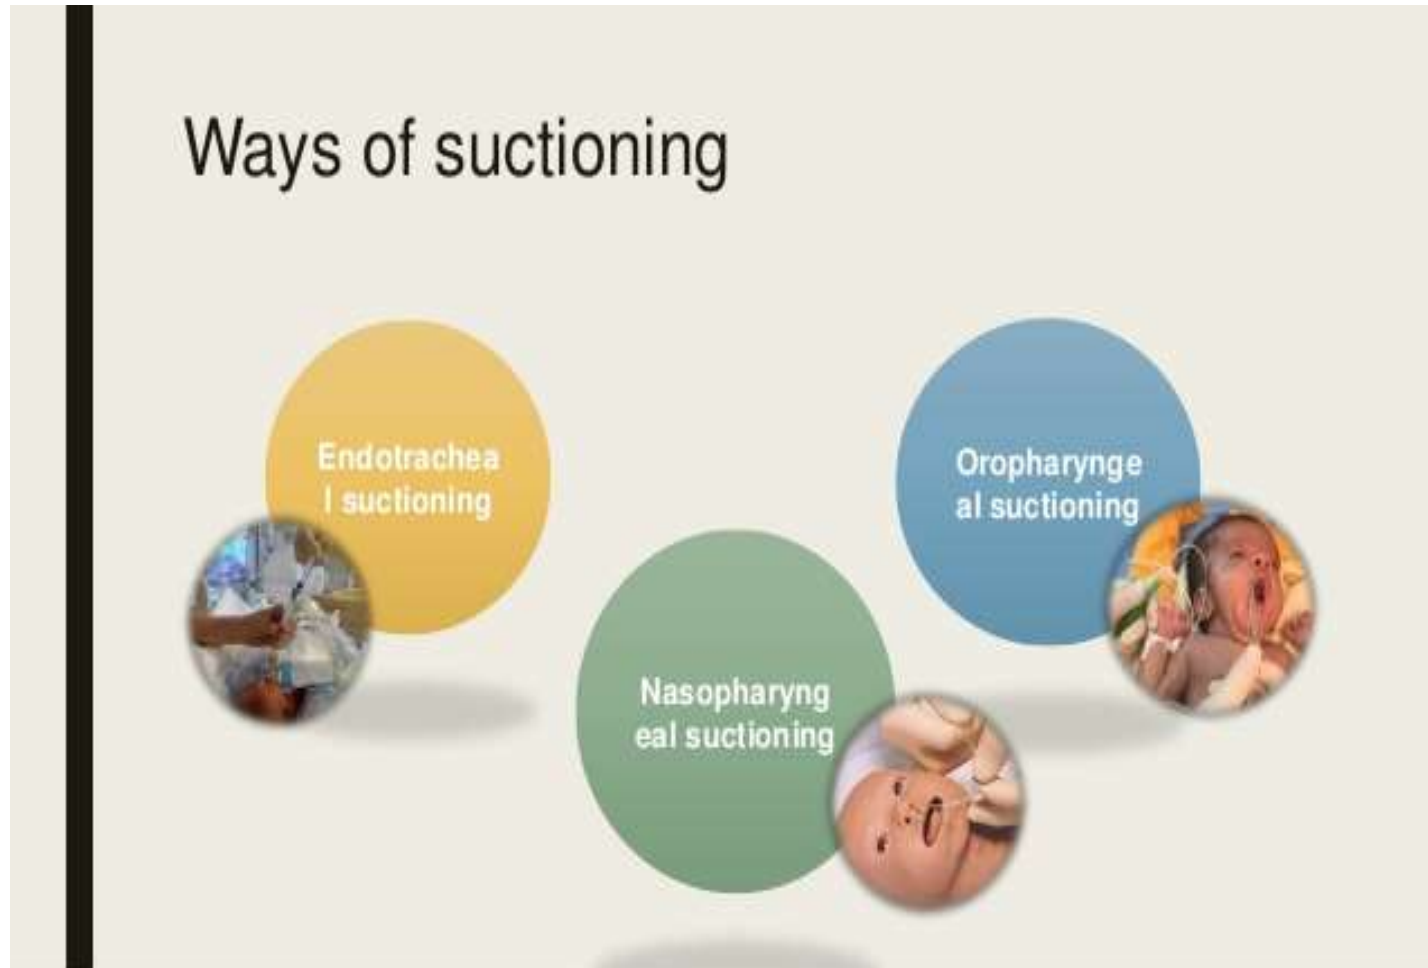 Ways of suctioning
Endotrachea
l suctioning
Oropharynge
al suctioning
Nasopharyng
eal suctioning